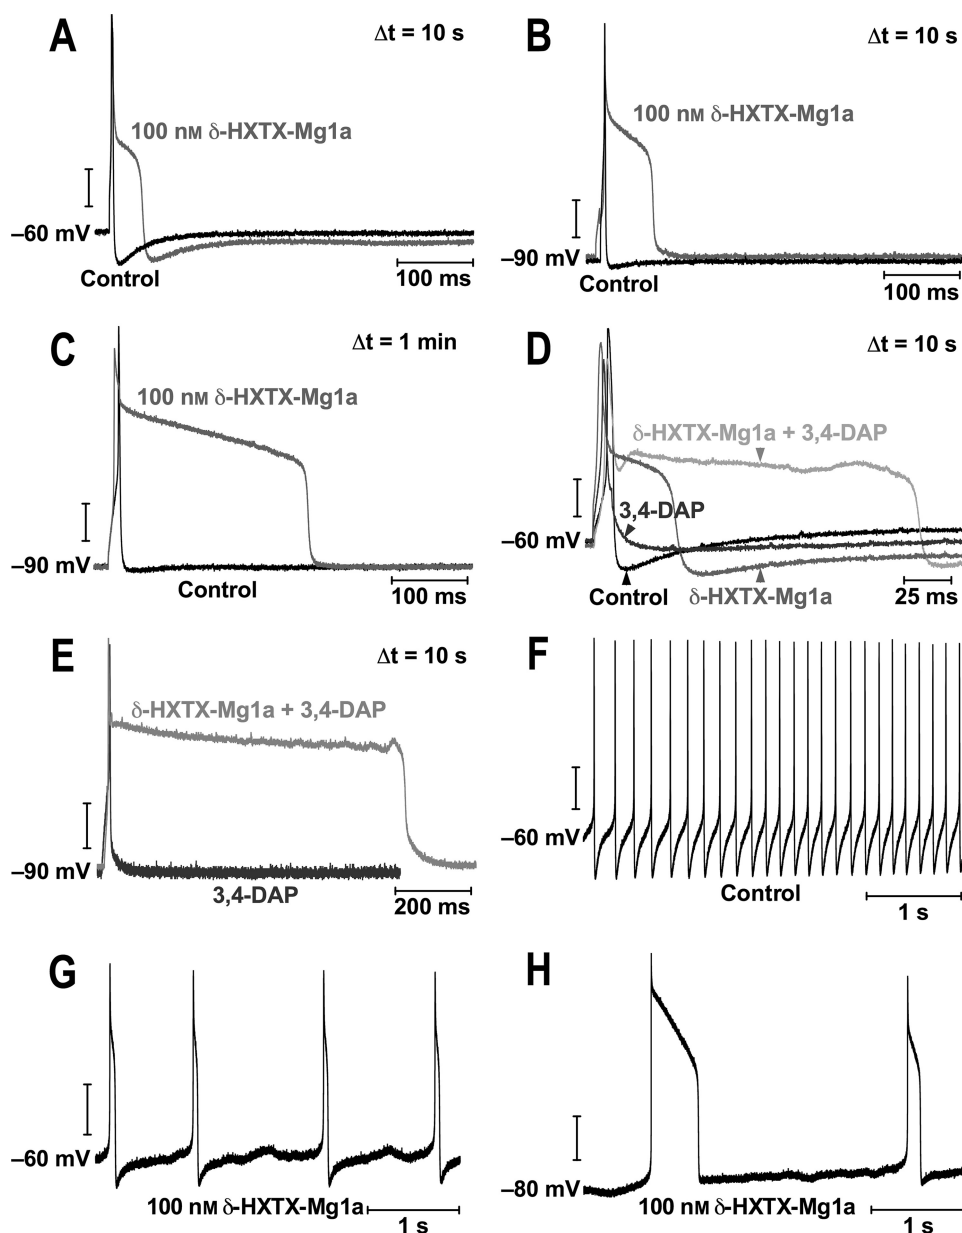 A
Δt = 10 s
100 nM δ-HXTX-Mg1a
–60 mV
Control
100 ms
B
Δt = 10 s
100 nM δ-HXTX-Mg1a
–90 mV
Control
100 ms
C
Δt = 1 min
100 nM δ-HXTX-Mg1a
–90 mV
Control
100 ms
D
Δt = 10 s
δ-HXTX-Mg1a + 3,4-DAP
3,4-DAP
–60 mV
Control
δ-HXTX-Mg1a
25 ms
E
Δt = 10 s
δ-HXTX-Mg1a + 3,4-DAP
–90 mV
3,4-DAP
200 ms
F
–60 mV
Control
1 s
G
–60 mV
100 nM δ-HXTX-Mg1a
1 s
H
–80 mV
100 nM δ-HXTX-Mg1a
1 s